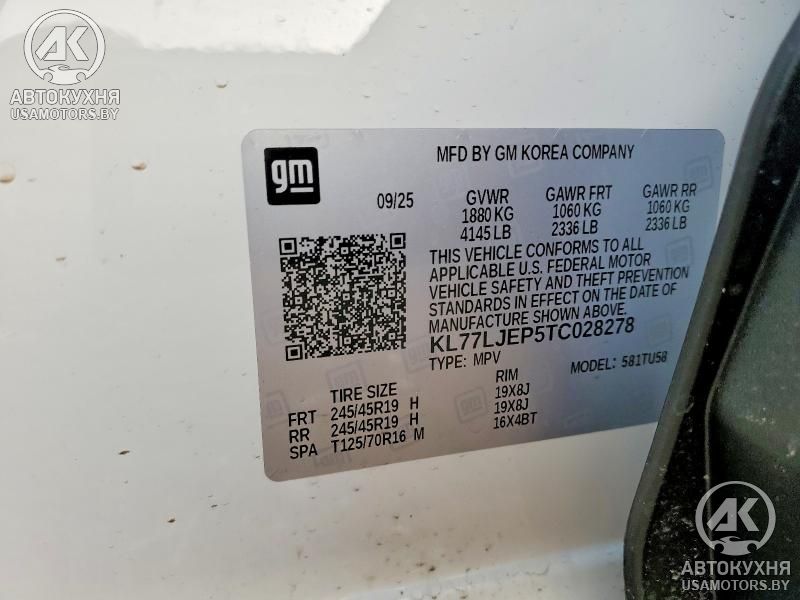 AK
АВТОКУХНЯ
USAMOTORS.BY
gm
MFD BY GM KOREA COMPANY
09/25
GVWR GAWR FRT GAWR RR
1880 KG 1060 KG 1060 KG
4145 LB 2336 LB 2336 LB
THIS VEHICLE CONFORMS TO ALL
APPLICABLE U.S. FEDERAL MOTOR
VEHICLE SAFETY AND THEFT PREVENTION
STANDARDS IN EFFECT ON THE DATE OF
MANUFACTURE SHOWN ABOVE.
KL77LJEP5TC028278
TYPE: MPV MODEL: 581TU58
TIRE SIZE RIM
FRT 245/45R19 H 19X8J
RR 245/45R19 H 19X8J
SPA T125/70R16 M 16X4BT
AK
АВТОКУХНЯ
USAMOTORS.BY